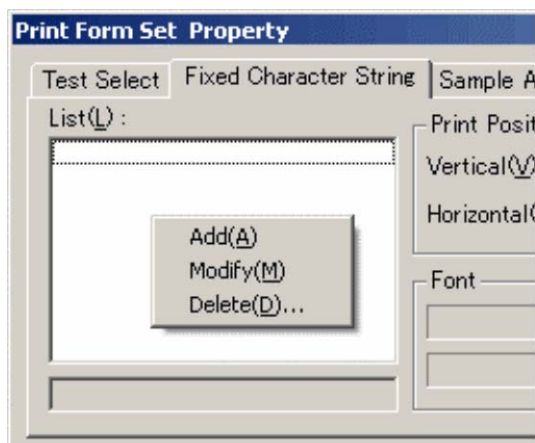 Print Form Set Property
Test Select Fixed Character String Sample A
List(L) :
Add(A)
Modify(M)
Delete(D)...
Print Posit
Vertical(V)
Horizontal(
Font